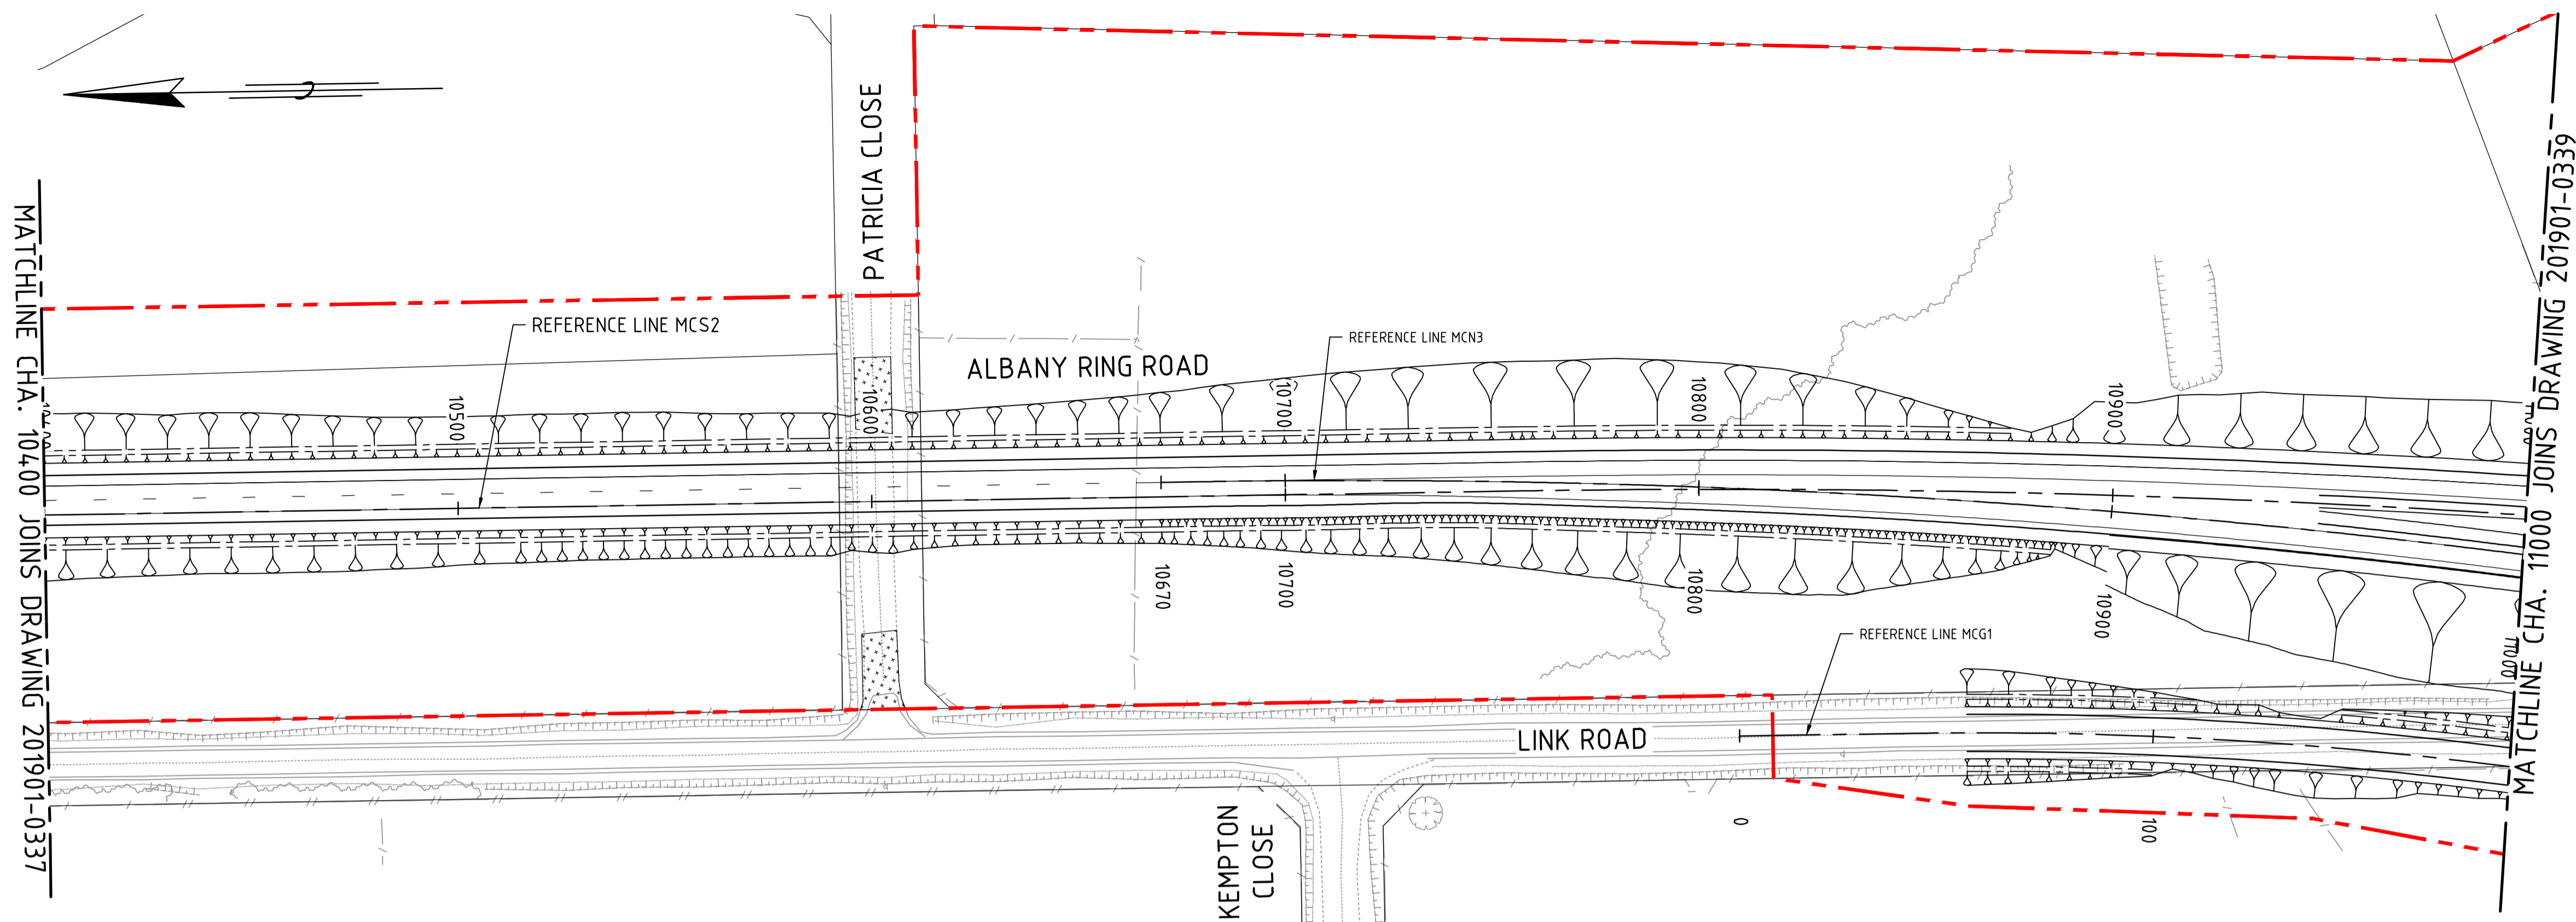 MATCHLINE CHA. 10400 JOINS DRAWING 201901-0337
PATRICIA CLOSE
REFERENCE LINE MCS2
ALBANY RING ROAD
REFERENCE LINE MCN3
10500
10600
10700
10800
10900
10670
10700
10800
10900
11000
REFERENCE LINE MCG1
LINK ROAD
KEMPTON
CLOSE
0
100
MATCHLINE CHA. 11000 JOINS DRAWING 201901-0339